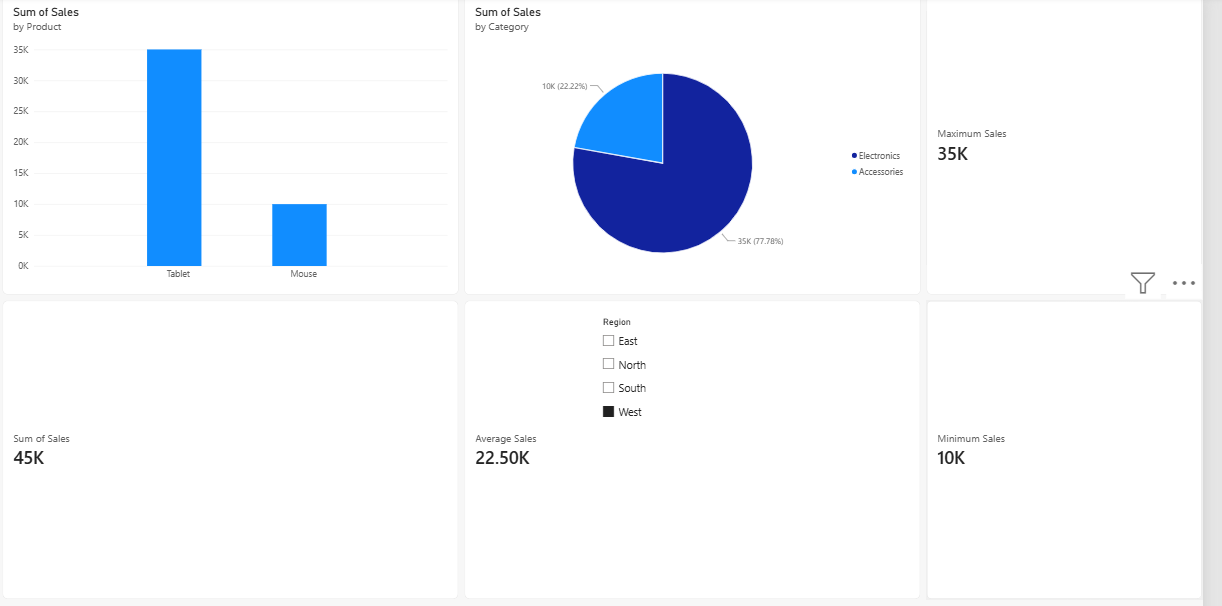 Sum of Sales
by Product
35K
30K
25K
20K
15K
10K
5K
0K
Tablet
Mouse
Sum of Sales
by Category
10K (22.22%)
35K (77.78%)
Electronics
Accessories
Maximum Sales
35K
Sum of Sales
45K
Region
East
North
South
West
Average Sales
22.50K
Minimum Sales
10K